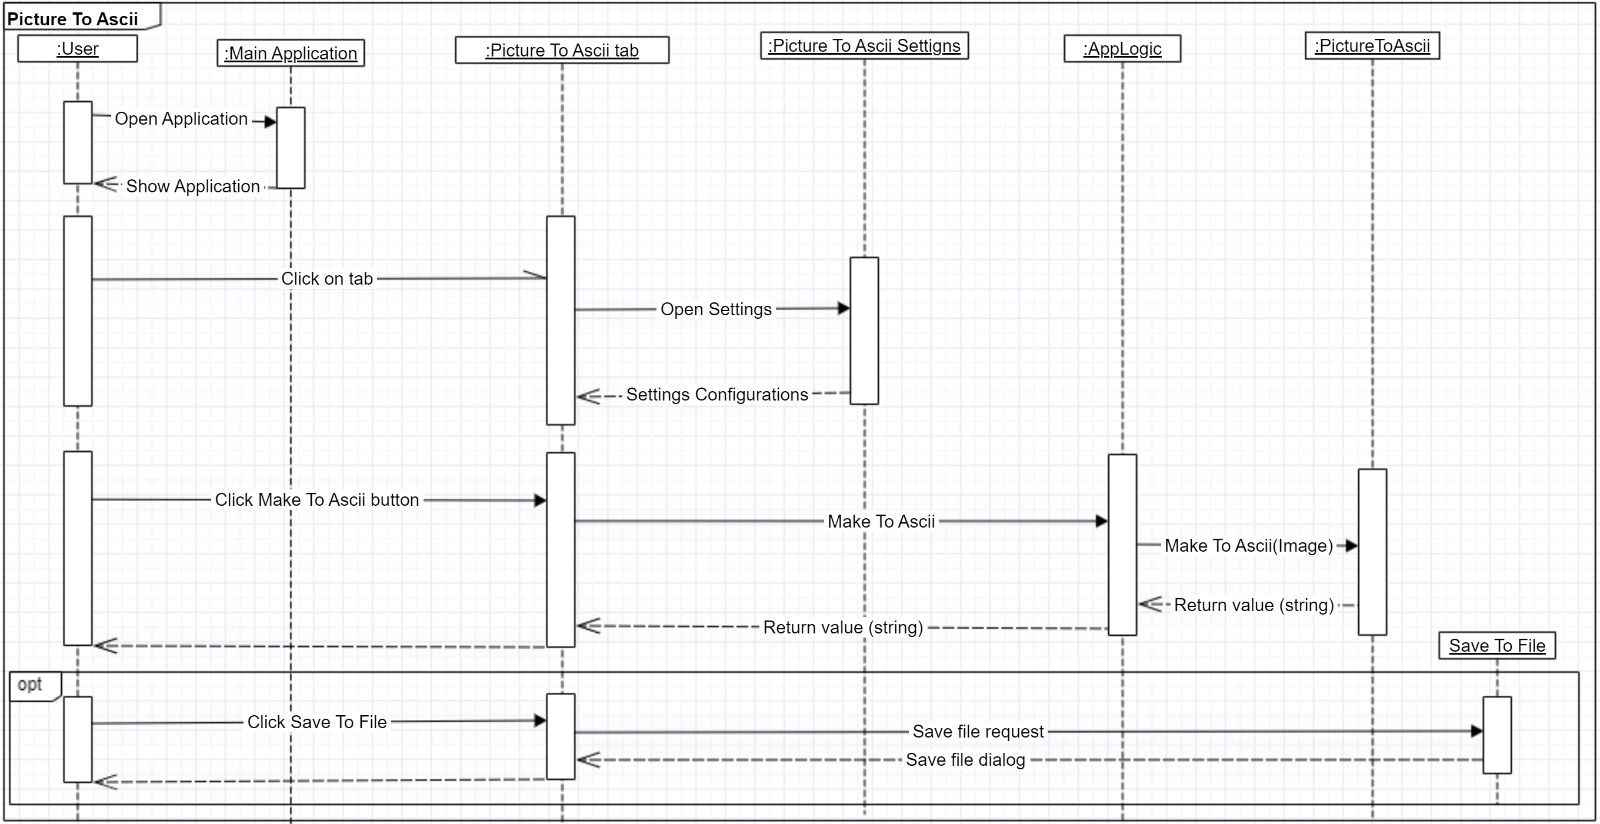 Picture To Ascii
:User
:Main Application
:Picture To Ascii tab
:Picture To Ascii Settigns
:AppLogic
:PictureToAscii
Open Application
Show Application
Click on tab
Open Settings
Settings Configurations
Click Make To Ascii button
Make To Ascii
Make To Ascii(Image)
Return value (string)
Return value (string)
Save To File
opt
Click Save To File
Save file request
Save file dialog